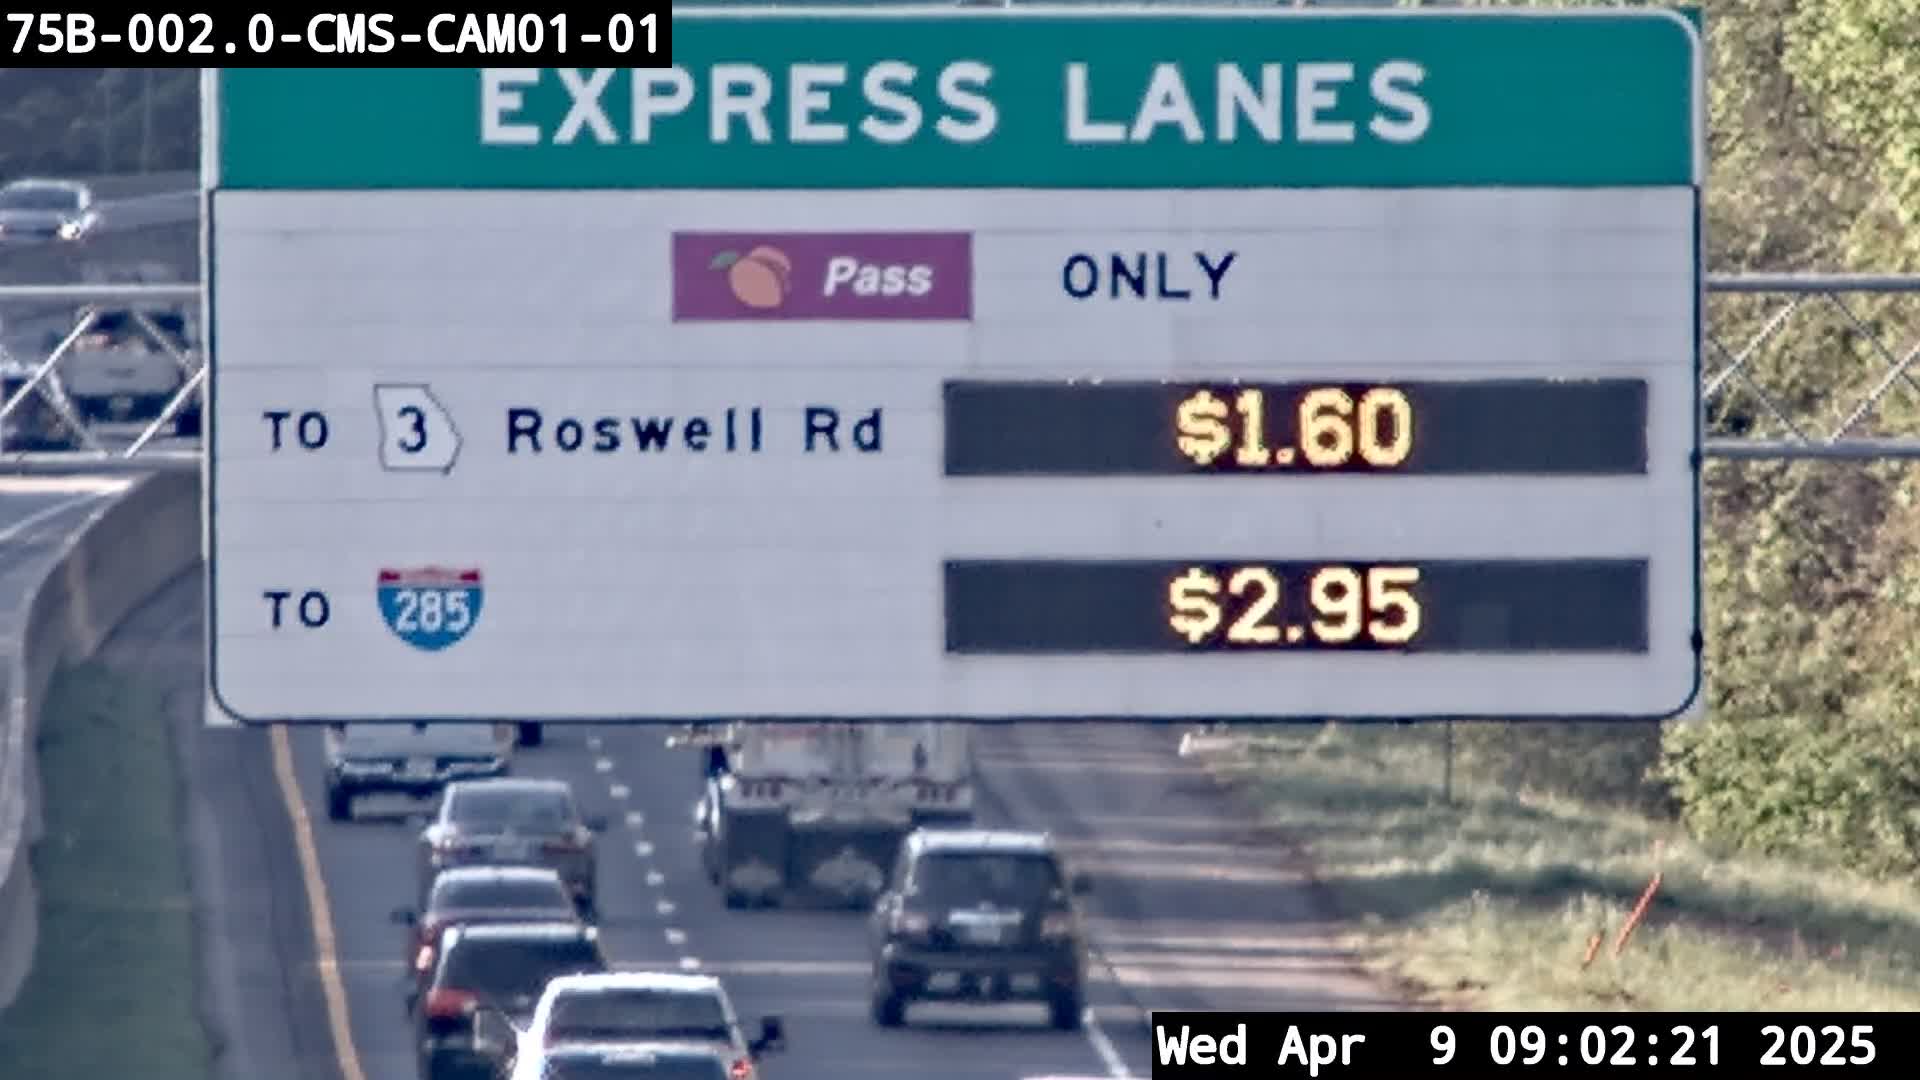 75B-002.0-CMS-CAM01-01
EXPRESS LANES
Pass ONLY
TO 3 Roswell Rd $1.60
TO 285 $2.95
Wed Apr 9 09:02:21 2025